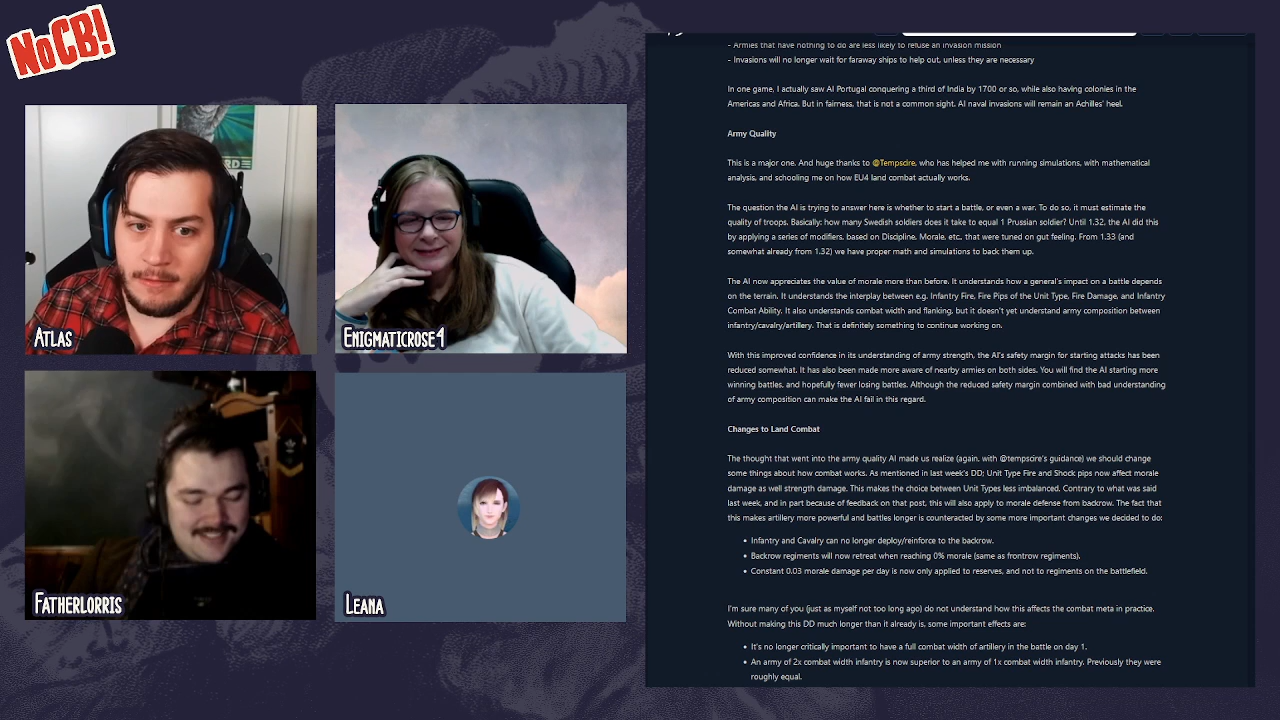 NoCB!
Atlas
Enigmaticrose4
Fatherlorris
Leana
- Armies that have nothing to do are less likely to refuse an invasion mission
- Invasions will no longer wait for faraway ships to help out, unless they are necessary
In one game, I actually saw AI Portugal conquering a third of India by 1700 or so, while also having colonies in the
Americas and Africa. But in fairness, that is not a common sight. AI naval invasions will remain an Achilles' heel.
Army Quality
This is a major one. And huge thanks to @Tempscire, who has helped me with running simulations, with mathematical
analysis, and schooling me on how EU4 land combat actually works.
The question the AI is trying to answer here is whether to start a battle, or even a war. To do so, it must estimate the
quality of troops. Basically: how many Swedish soldiers does it take to equal 1 Prussian soldier? Until 1.32, the AI did this
by applying a series of modifiers, based on Discipline, Morale, etc., that were tuned on gut feeling. From 1.33 (and
somewhat already from 1.32) we have proper math and simulations to back them up.
The AI now appreciates the value of morale more than before. It understands how a general's impact on a battle depends
on the terrain. It understands the interplay between e.g. Infantry Fire, Fire Pips of the Unit Type, Fire Damage, and Infantry
Combat Ability. It also understands combat width and flanking, but it doesn't yet understand army composition between
infantry/cavalry/artillery. That is definitely something to continue working on.
With this improved confidence in its understanding of army strength, the AI's safety margin for starting attacks has been
reduced somewhat. It has also been made more aware of nearby armies on both sides. You will find the AI starting more
winning battles, and hopefully fewer losing battles. Although the reduced safety margin combined with bad understanding
of army composition can make the AI fail in this regard.
Changes to Land Combat
The thought that went into the army quality AI made us realize (again, with @tempscire's guidance) we should change
some things about how combat works. As mentioned in last week's DD; Unit Type Fire and Shock pips now affect morale
damage as well strength damage. This makes the choice between Unit Types less imbalanced. Contrary to what was said
last week, and in part because of feedback on that post, this will also apply to morale defense from backrow. The fact that
this makes artillery more powerful and battles longer is counteracted by some more important changes we decided to do:
• Infantry and Cavalry can no longer deploy/reinforce to the backrow.
• Backrow regiments will now retreat when reaching 0% morale (same as frontrow regiments).
• Constant 0.03 morale damage per day is now only applied to reserves, and not to regiments on the battlefield.
I'm sure many of you (just as myself not too long ago) do not understand how this affects the combat meta in practice.
Without making this DD much longer than it already is, some important effects are:
• It's no longer critically important to have a full combat width of artillery in the battle on day 1.
• An army of 2x combat width infantry is now superior to an army of 1x combat width infantry. Previously they were
roughly equal.